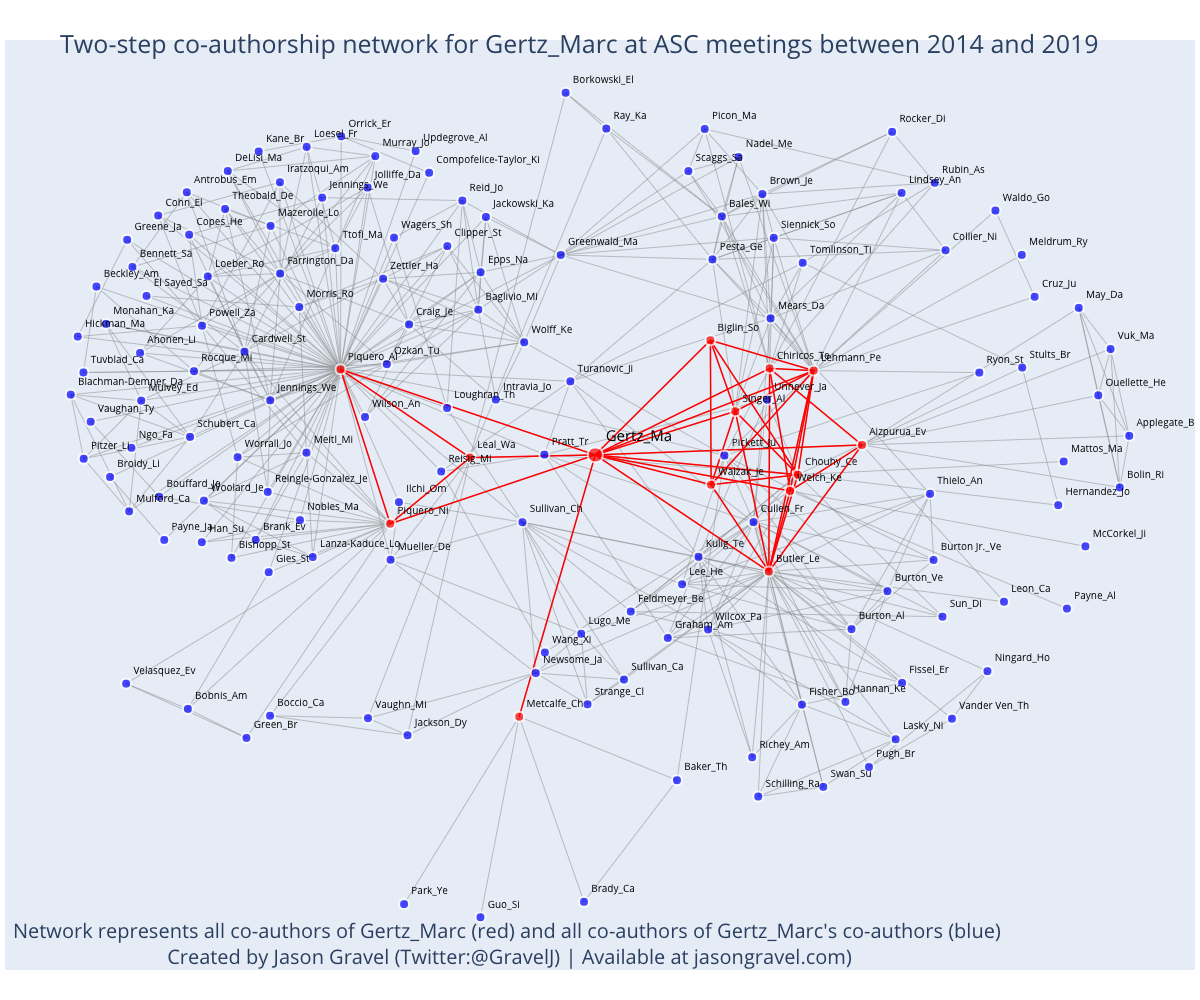 Two-step co-authorship network for Gertz_Marc at ASC meetings between 2014 and 2019
Borkowski_El
Ray_Ka
Picon_Ma
Rocker_Di
Orrick_Er
Loesel_Fr
Kane_Br
Murray_Jo
Updegrove_Al
Nadel_Me
DeLisi_Ma
Compofelice-Taylor_Ki
Scaggs_Sa
Iratzoqui_Am
Jolliffe_Da
Rubin_As
Antrobus_Em
Jennings_We
Reid_Jo
Brown_Je
Lindsey_An
Theobald_De
Cohn_El
Mazerolle_Lo
Jackowski_Ka
Bales_Wi
Waldo_Go
Greene_Ja
Copes_He
Wagers_Sh
Clipper_St
Siennick_So
Ttofi_Ma
Greenwald_Ma
Pesta_Ge
Tomlinson_Ti
Collier_Ni
Meldrum_Ry
Bennett_Sa
Loeber_Ro
Farrington_Da
Zettler_Ha
Epps_Na
Beckley_Am
El Sayed_Sa
Cruz_Ju
May_Da
Morris_Ro
Baglivio_Mi
Mears_Da
Monahan_Ka
Powell_Za
Craig_Je
Hickman_Ma
Ahonen_Li
Cardwell_St
Wolff_Ke
Biglin_So
Vuk_Ma
Tuvblad_Ca
Rocque_Mi
Piquero_Al
Ozkan_Tu
Chiricos_Te
Lehmann_Pe
Ryon_St
Stults_Br
Turanovic_Ji
Blachman-Demner_Da
Mulvey_Ed
Jennings_We
Loughran_Th
Intravia_Jo
Unnever_Ja
Ouellette_He
Vaughan_Ty
Wilson_An
Singer_Al
Schubert_Ca
Ngo_Fa
Gertz_Ma
Aizpurua_Ev
Applegate_B
Pitzer_Li
Worrall_Jo
Meitl_Mi
Leal_Wa
Pratt_Tr
Pickett_Ju
Broidy_Li
Reisig_Mi
Chouhy_Ce
Mattos_Ma
Bouffard_Je
Woolard_Je
Reingle-Gonzalez_Je
Walzak_Je
Welch_Ke
Thielo_An
Bolin_Ri
Mulford_Ca
Ilchi_Om
Hernandez_Jo
Nobles_Ma
Piquero_Ni
Sullivan_Ch
Cullen_Fr
Payne_Ja
Han_Su
Brank_Ev
Bishopp_St
Lanza-Kaduce_Lo
Mueller_De
Kulig_Te
McCorkel_Ji
Gies_St
Butler_Le
Burton Jr._Ve
Lee_He
Burton_Ve
Leon_Ca
Payne_Al
Feldmeyer_Be
Sun_Di
Lugo_Me
Graham_Am
Wilcox_Pa
Burton_Al
Wang_Xi
Newsome_Ja
Sullivan_Ca
Ningard_Ho
Velasquez_Ev
Fissel_Er
Strange_Cl
Bobnis_Am
Metcalfe_Ch
Fisher_Bo
Hannan_Ke
Boccio_Ca
Vaughn_Mi
Vander Ven_Th
Green_Br
Jackson_Dy
Lasky_Ni
Richey_Am
Pugh_Br
Baker_Th
Schilling_Ra
Swan_Su
Park_Ye
Brady_Ca
Guo_Si
Network represents all co-authors of Gertz_Marc (red) and all co-authors of Gertz_Marc's co-authors (blue)
Created by Jason Gravel (Twitter:@GravelJ) | Available at jasongravel.com)